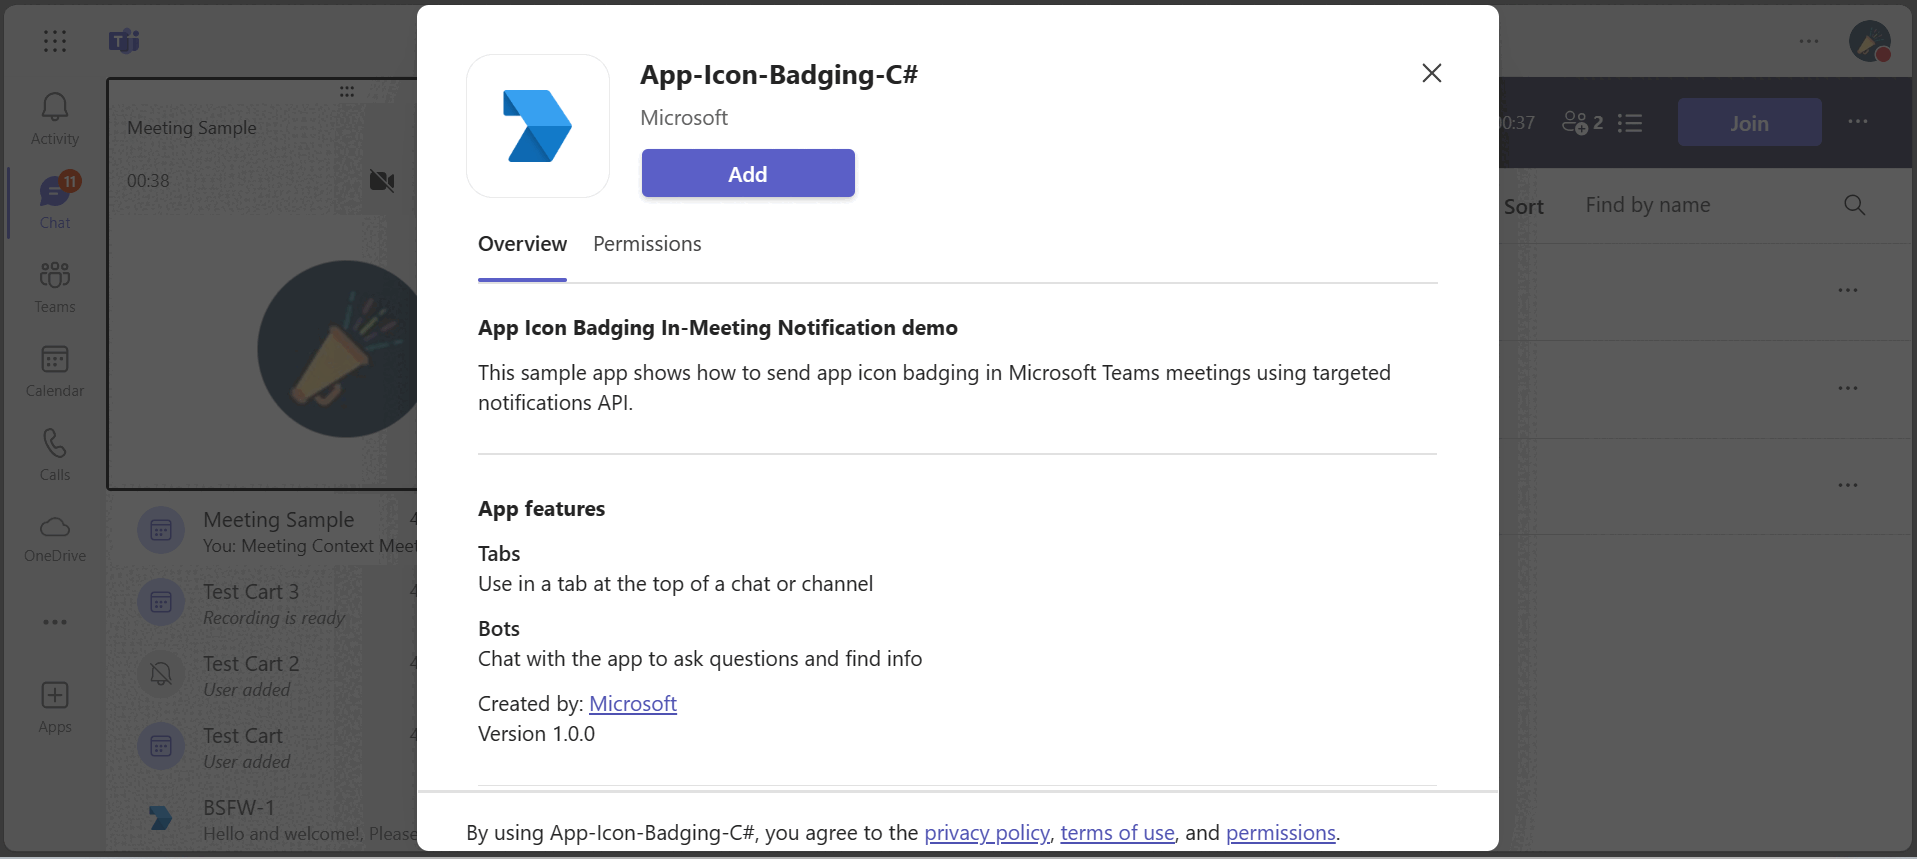 Activity
11
Chat
Teams
Calendar
Calls
OneDrive
Apps
Meeting Sample
00:38
Meeting Sample
You: Meeting Context Meet
Test Cart 3
Recording is ready
Test Cart 2
User added
Test Cart
User added
BSFW-1
Hello and welcome!, Please
App-Icon-Badging-C#
Microsoft
Add
Overview Permissions
App Icon Badging In-Meeting Notification demo
This sample app shows how to send app icon badging in Microsoft Teams meetings using targeted
notifications API.
App features
Tabs
Use in a tab at the top of a chat or channel
Bots
Chat with the app to ask questions and find info
Created by: Microsoft
Version 1.0.0
By using App-Icon-Badging-C#, you agree to the privacy policy, terms of use, and permissions.
0:37
2
Join
Sort
Find by name